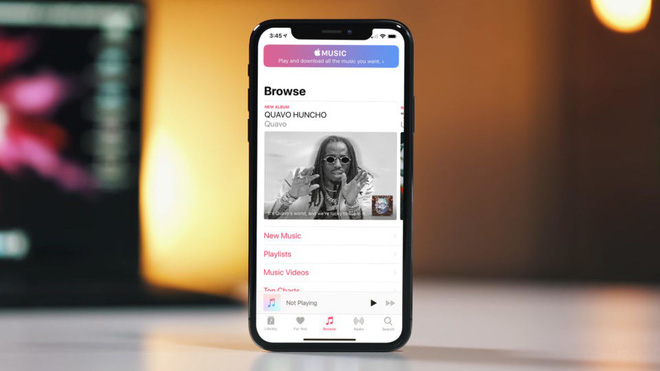 3:45
MUSIC
Play and download all the music you want. ›
Browse
NEW ALBUM
QUAVO HUNCHO
Quavo
Quavo's world, and we're lucky to
New Music
Playlists
Music Videos
Top Charts
Not Playing
Library
For You
Browse
Radio
Search